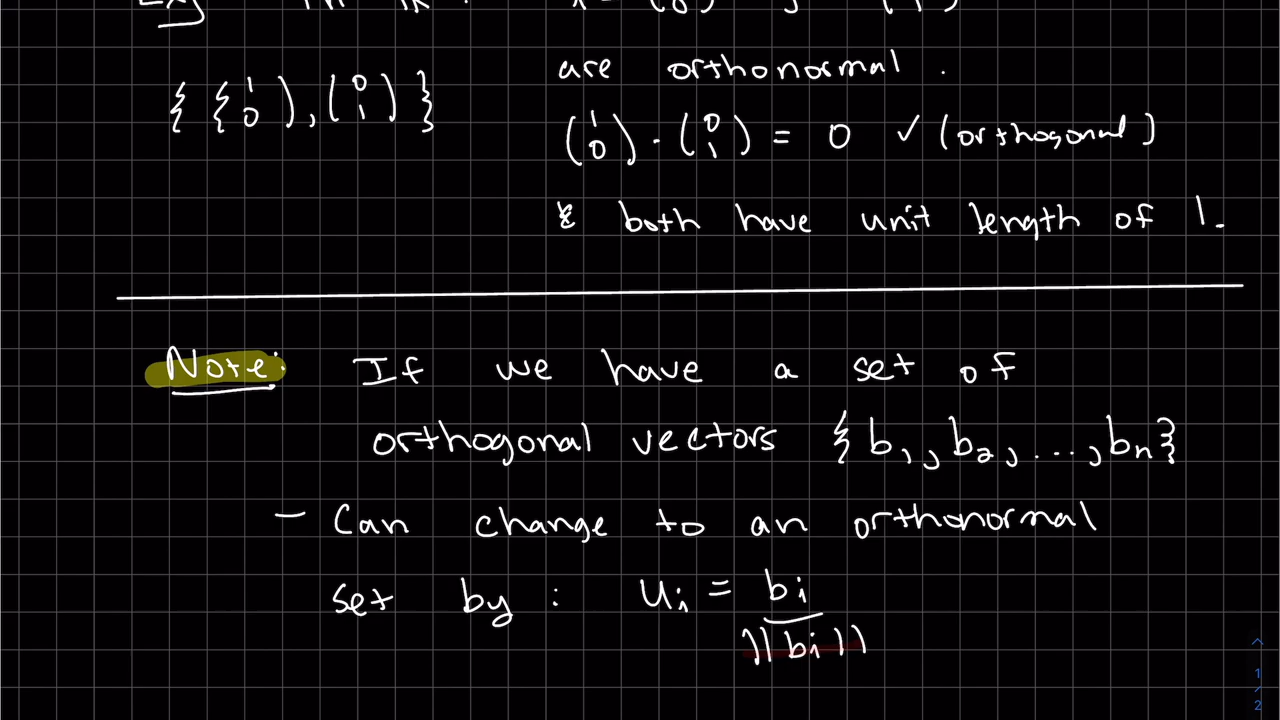 are orthonormal.
{ { 1 0 ), ( 0 1 ) }
( 1 0 ) · ( 0 1 ) = 0 ✓ (orthogonal)
& both have unit length of 1.
Note: If we have a set of
orthogonal vectors {b₁, b₂, ..., bₙ}
- Can change to an orthonormal
set by: uᵢ = bᵢ
||bᵢ||
1
/
2